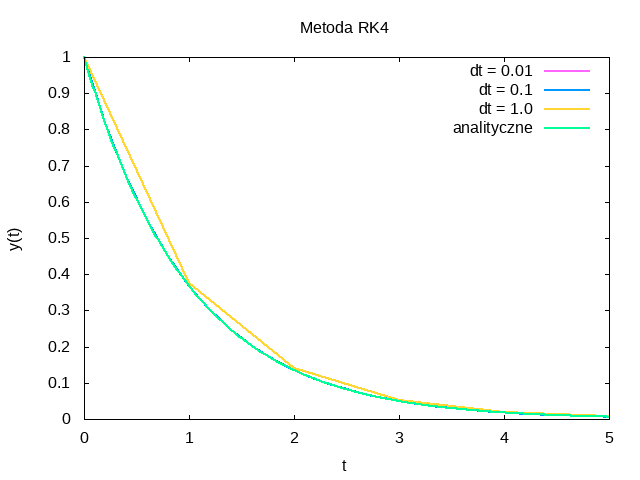 Metoda RK4
dt = 0.01
dt = 0.1
dt = 1.0
analityczne
y(t)
1
0.9
0.8
0.7
0.6
0.5
0.4
0.3
0.2
0.1
0
0 1 2 3 4 5
t